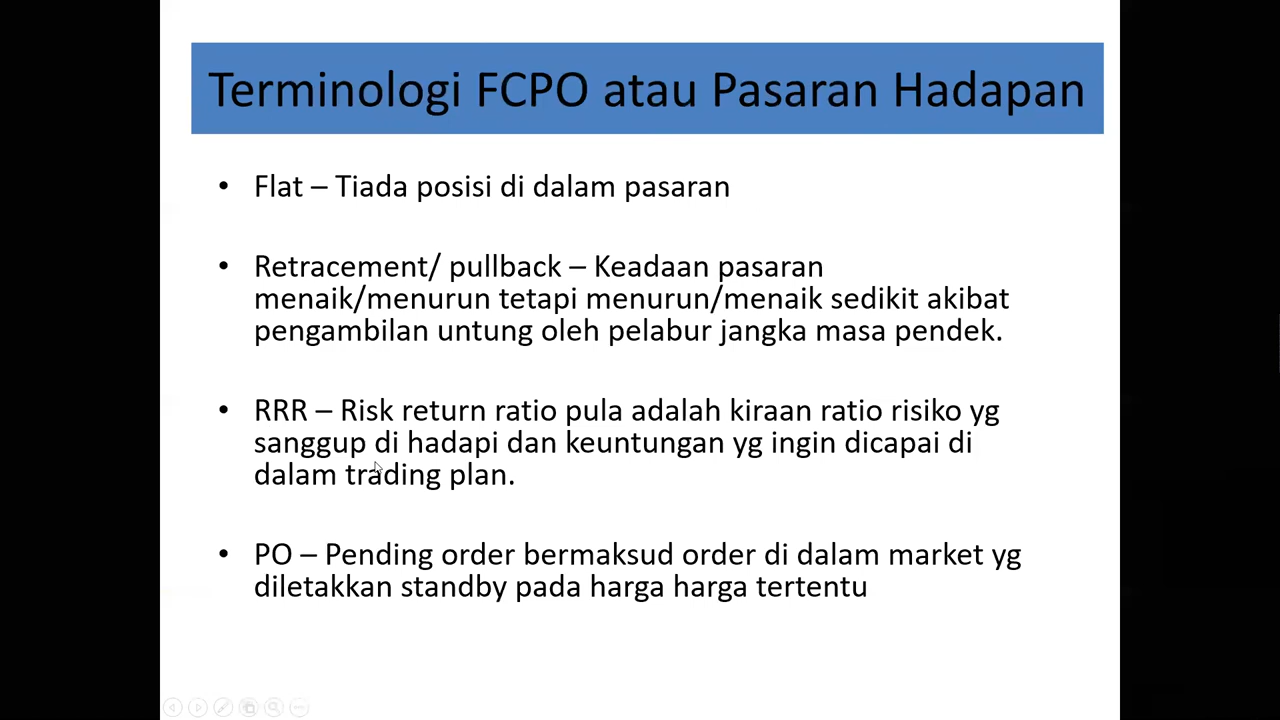 Terminologi FCPO atau Pasaran Hadapan
• Flat – Tiada posisi di dalam pasaran
• Retracement/ pullback – Keadaan pasaran
menaik/menurun tetapi menurun/menaik sedikit akibat
pengambilan untung oleh pelabur jangka masa pendek.
• RRR – Risk return ratio pula adalah kiraan ratio risiko yg
sanggup di hadapi dan keuntungan yg ingin dicapai di
dalam trading plan.
• PO – Pending order bermaksud order di dalam market yg
diletakkan standby pada harga harga tertentu